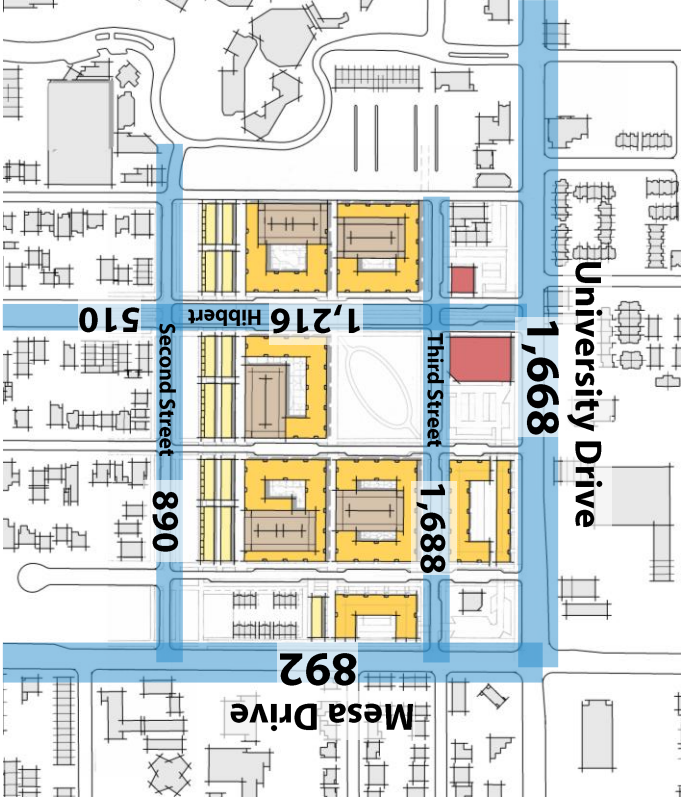 University Drive
1,668
Third Street
1,688
Hibbert
1,216
510
Second Street
890
892
Mesa Drive